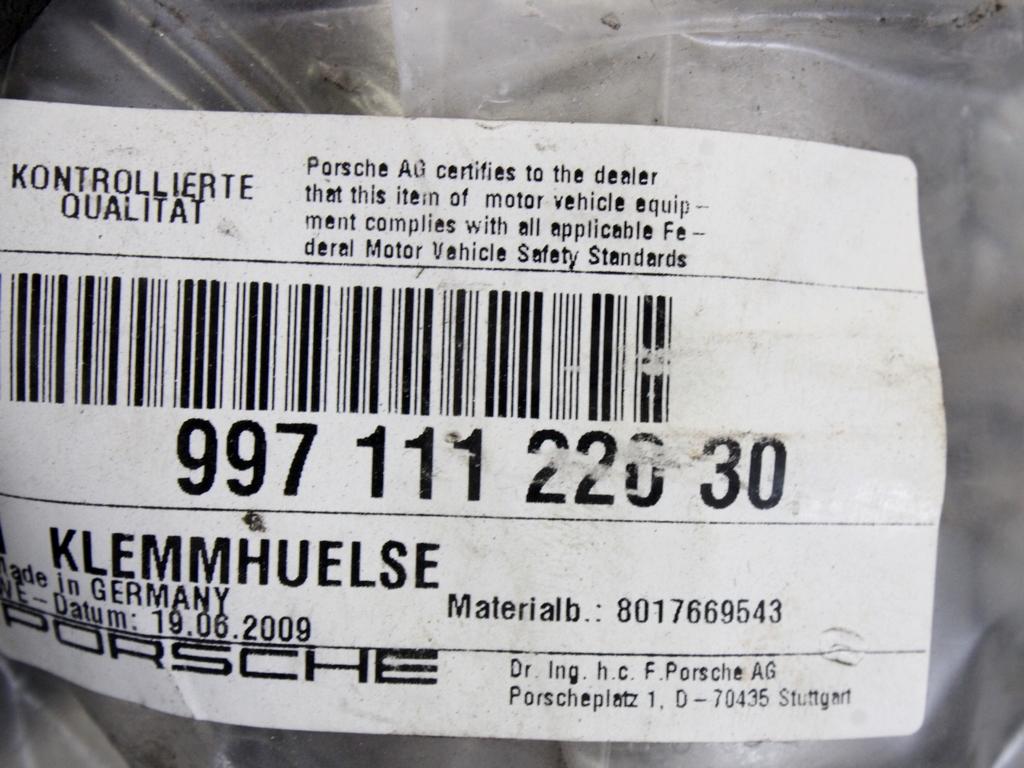 KONTROLLIERTE
QUALITÄT
Porsche AG certifies to the dealer
that this item of motor vehicle equip-
ment complies with all applicable Fe-
deral Motor Vehicle Safety Standards
997 111 220 30
KLEMMHUELSE
Made in GERMANY
WE-Datum: 19.06.2009
Materialb.: 8017669543
PORSCHE
Dr. Ing. h.c. F.Porsche AG
Porscheplatz 1, D-70435 Stuttgart